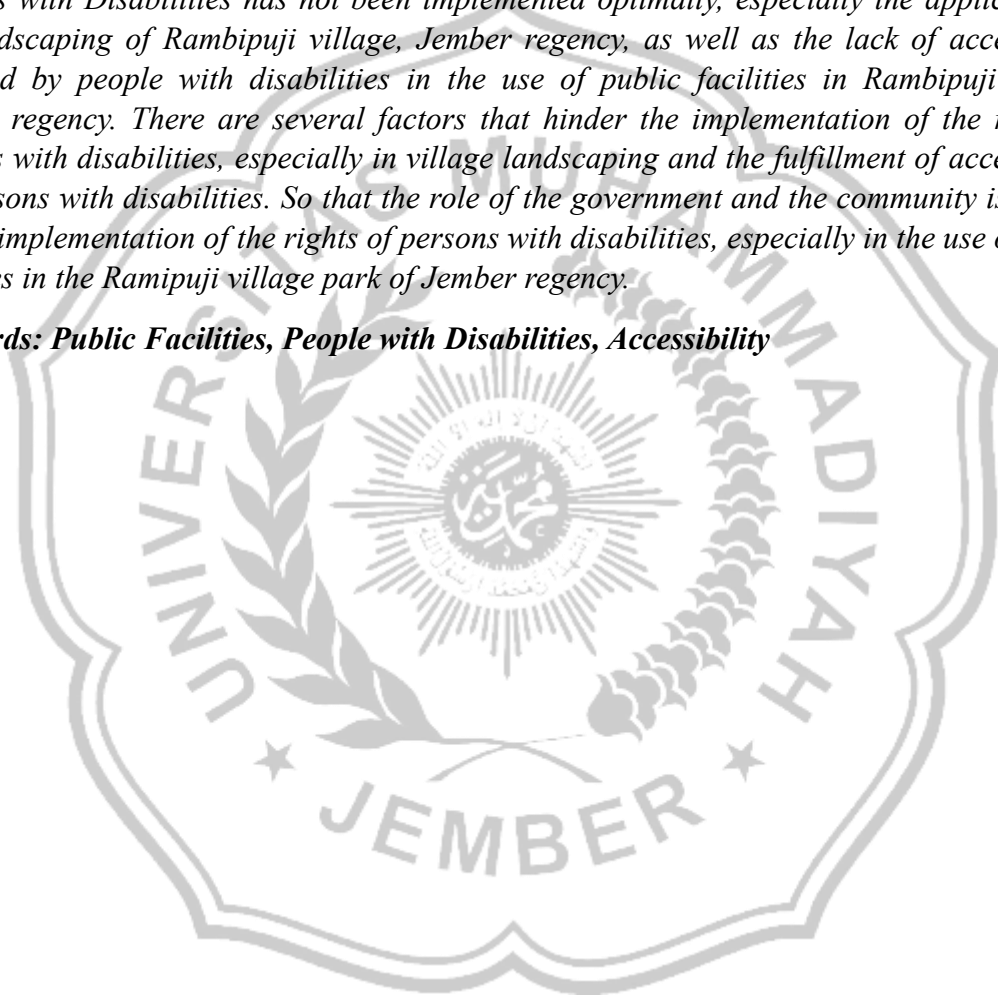 s with Disabilities has not been implemented optimally, especially the applic
dscaping of Rambipuji village, Jember regency, as well as the lack of acce
d by people with disabilities in the use of public facilities in Rambipuji
regency. There are several factors that hinder the implementation of the
s with disabilities, especially in village landscaping and the fulfillment of acce
sons with disabilities. So that the role of the government and the community is
implementation of the rights of persons with disabilities, especially in the use
es in the Ramipuji village park of Jember regency.
rds: Public Facilities, People with Disabilities, Accessibility
UNIVERSITAS MUHAMMADIYAH
JEMBER